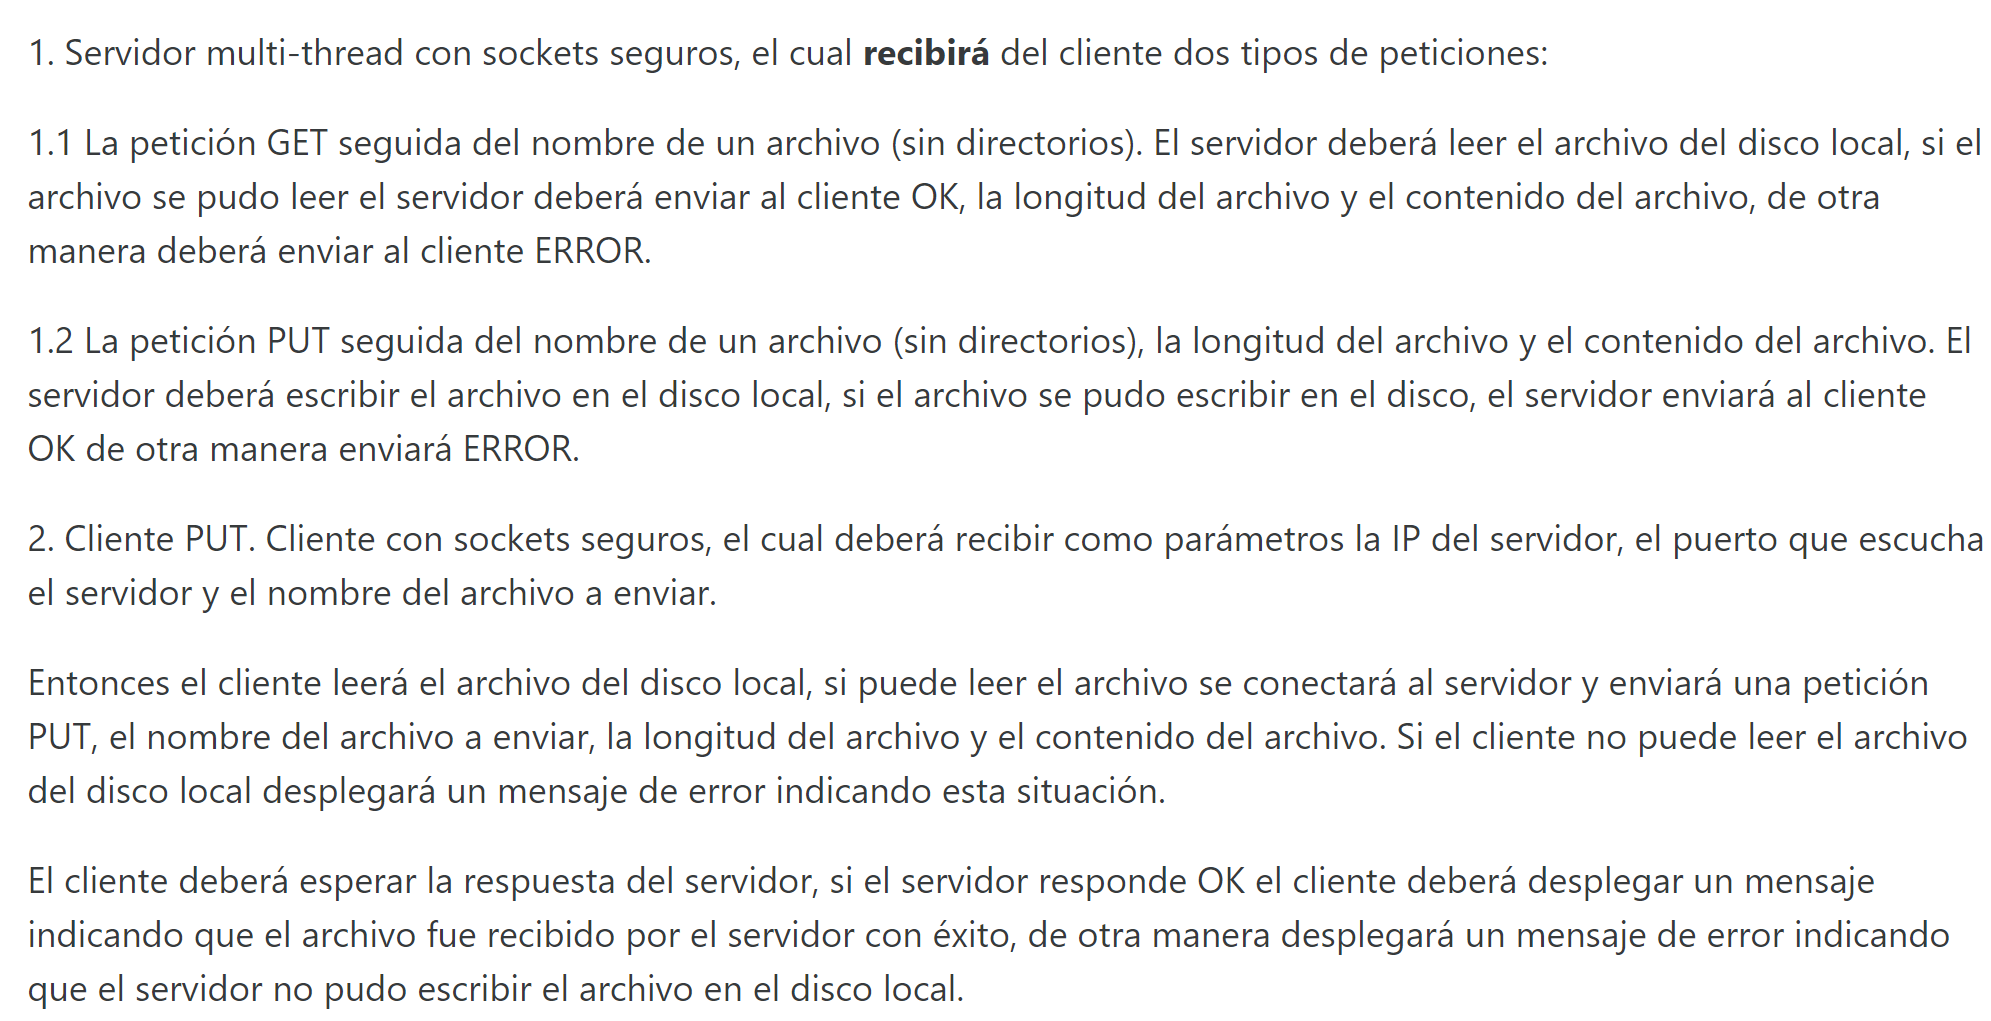 1. Servidor multi-thread con sockets seguros, el cual recibirá del cliente dos tipos de peticiones:
1.1 La petición GET seguida del nombre de un archivo (sin directorios). El servidor deberá leer el archivo del disco local, si el
archivo se pudo leer el servidor deberá enviar al cliente OK, la longitud del archivo y el contenido del archivo, de otra
manera deberá enviar al cliente ERROR.
1.2 La petición PUT seguida del nombre de un archivo (sin directorios), la longitud del archivo y el contenido del archivo. El
servidor deberá escribir el archivo en el disco local, si el archivo se pudo escribir en el disco, el servidor enviará al cliente
OK de otra manera enviará ERROR.
2. Cliente PUT. Cliente con sockets seguros, el cual deberá recibir como parámetros la IP del servidor, el puerto que escucha
el servidor y el nombre del archivo a enviar.
Entonces el cliente leerá el archivo del disco local, si puede leer el archivo se conectará al servidor y enviará una petición
PUT, el nombre del archivo a enviar, la longitud del archivo y el contenido del archivo. Si el cliente no puede leer el archivo
del disco local desplegará un mensaje de error indicando esta situación.
El cliente deberá esperar la respuesta del servidor, si el servidor responde OK el cliente deberá desplegar un mensaje
indicando que el archivo fue recibido por el servidor con éxito, de otra manera desplegará un mensaje de error indicando
que el servidor no pudo escribir el archivo en el disco local.